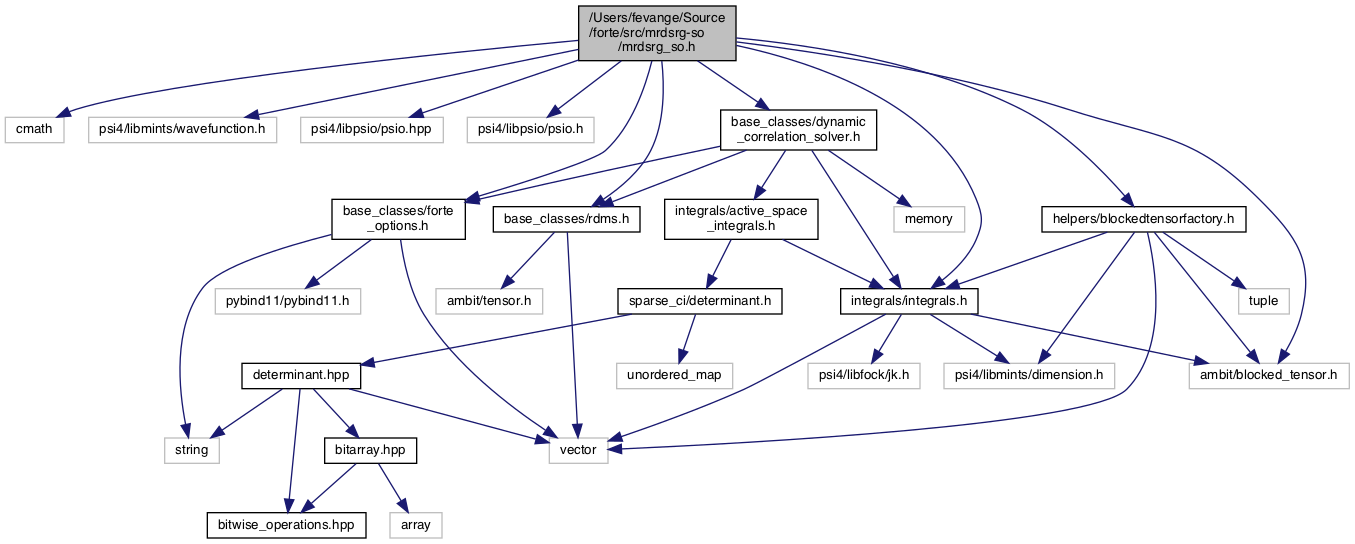 /Users/fevange/Source
/forte/src/mrdsrg-so
/mrdsrg_so.h
cmath
psi4/libmints/wavefunction.h
psi4/libpsio/psio.hpp
psi4/libpsio/psio.h
base_classes/dynamic
_correlation_solver.h
base_classes/forte
_options.h
base_classes/rdms.h
integrals/active_space
_integrals.h
memory
helpers/blockedtensorfactory.h
pybind11/pybind11.h
ambit/tensor.h
sparse_ci/determinant.h
integrals/integrals.h
tuple
determinant.hpp
unordered_map
psi4/libfock/jk.h
psi4/libmints/dimension.h
ambit/blocked_tensor.h
string
bitarray.hpp
vector
bitwise_operations.hpp
array